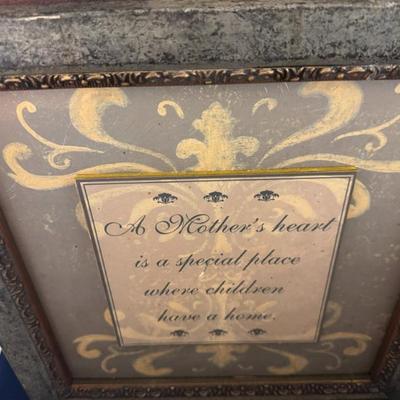 A Mother's heart
is a special place
where children
have a home.